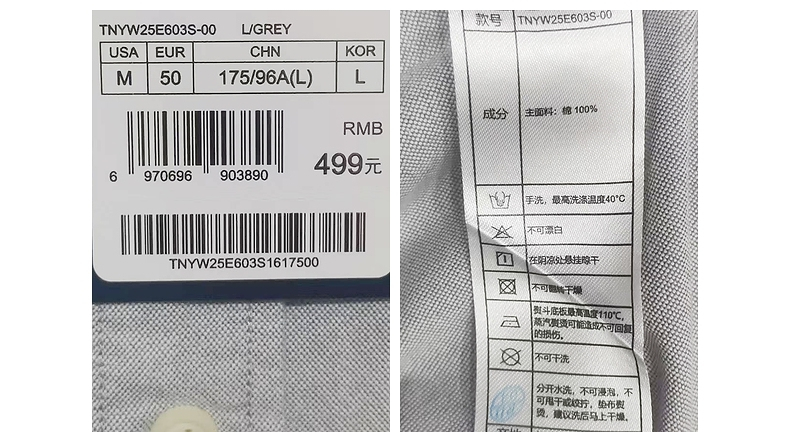 TNYW25E603S-00 L/GREY
USA EUR CHN KOR
M 50 175/96A(L) L
RMB
499元
6 970696 903890
TNYW25E603S1617500
款号 TNYW25E603S-00
成分 主面料：棉 100%
手洗，最高洗涤温度40°C
不可漂白
在阴凉处悬挂晾干
不可翻转干燥
熨斗底板最高温度110℃，
蒸汽熨烫可能造成不可回复
的损伤。
不可干洗
分开水洗，不可浸泡，不
可甩干或绞拧，垫布熨
烫，建议洗后马上干燥。